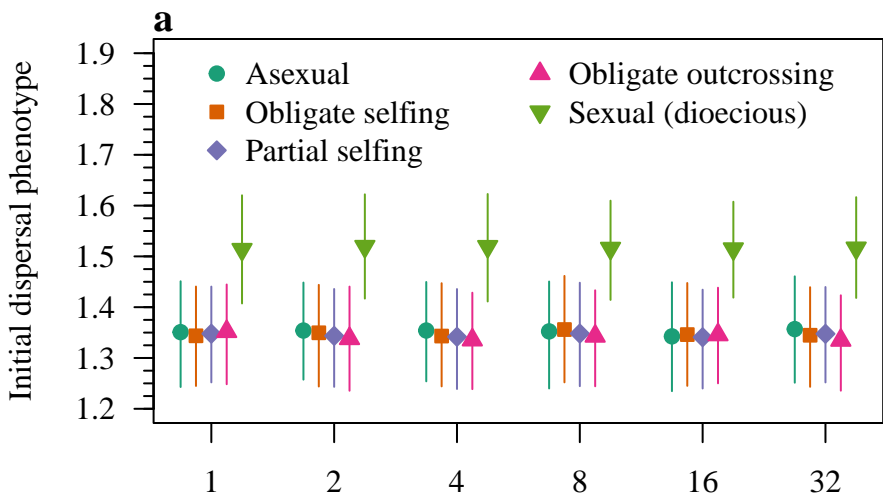 a
Initial dispersal phenotype
1.9
1.8
1.7
1.6
1.5
1.4
1.3
1.2
Asexual
Obligate selfing
Partial selfing
Obligate outcrossing
Sexual (dioecious)
1 2 4 8 16 32